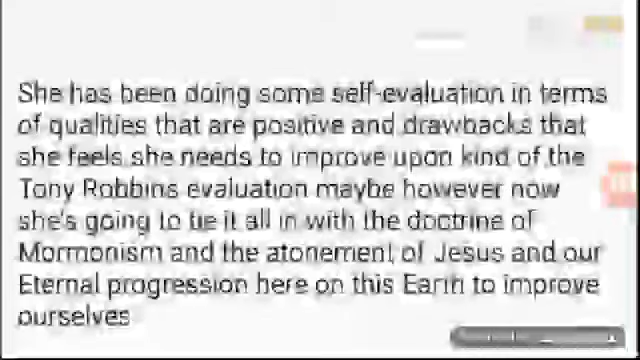 She has been doing some self-evaluation in terms
of qualities that are positive and drawbacks that
she feels she needs to improve upon kind of the
Tony Robbins evaluation maybe however now
she's going to tie it all in with the doctrine of
Mormonism and the atonement of Jesus and our
Eternal progression here on this Earth to improve
ourselves